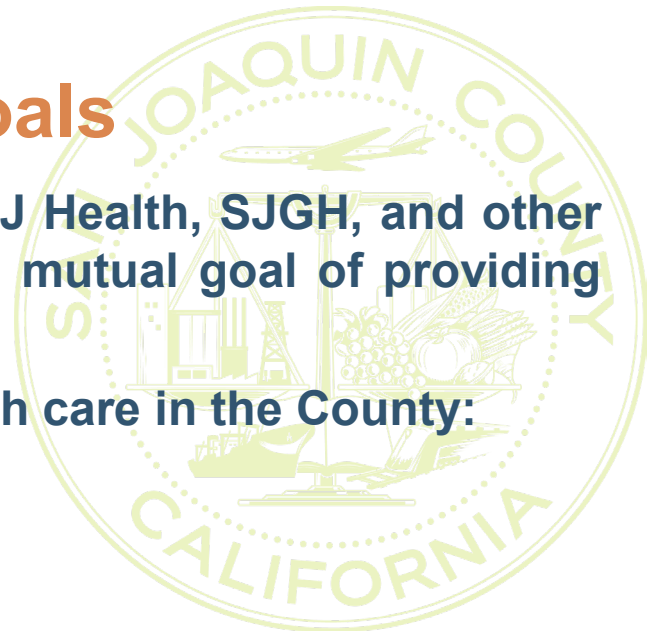 oals
J Health, SJGH, and other
mutual goal of providing
h care in the County:
SAN JOAQUIN COUNTY
CALIFORNIA